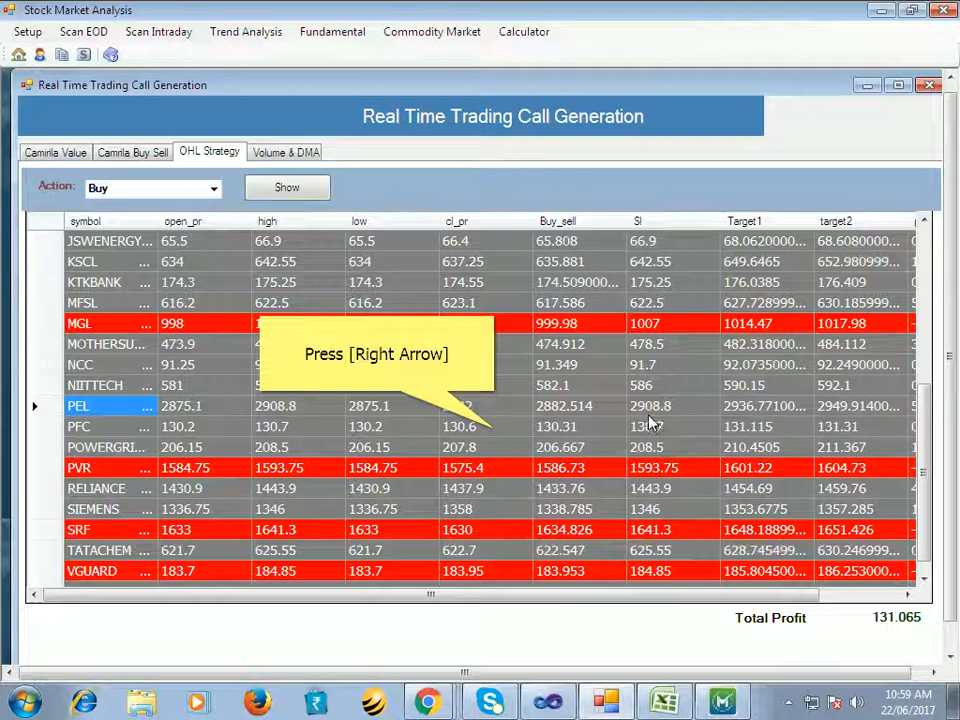 Stock Market Analysis
Setup Scan EOD Scan Intraday Trend Analysis Fundamental Commodity Market Calculator
Real Time Trading Call Generation
Real Time Trading Call Generation
Camrila Value Camrila Buy Sell OHL Strategy Volume & DMA
Action: Buy Show
symbol open_pr high low cl_pr Buy_sell Sl Target1 target2
JSWENERGY... 65.5 66.9 65.5 66.4 65.808 66.9 68.0620000... 68.6080000...
KSCL ... 634 642.55 634 637.25 635.881 642.55 649.6465 652.980999...
KTKBANK ... 174.3 175.25 174.3 174.55 174.509000... 175.25 176.0385 176.409
MFSL ... 616.2 622.5 616.2 623.1 617.586 622.5 627.728999... 630.185999...
MGL ... 998 999.98 1007 1014.47 1017.98
MOTHERSU... 473.9 474.912 478.5 482.318000... 484.112
NCC ... 91.25 91.349 91.7 92.0735000... 92.2490000...
NIITTECH ... 581 582.1 586 590.15 592.1
PEL ... 2875.1 2908.8 2875.1 2882.514 2908.8 2936.77100... 2949.91400...
PFC ... 130.2 130.7 130.2 130.6 130.31 131.115 131.31
POWERGRI... 206.15 208.5 206.15 207.8 206.667 208.5 210.4505 211.367
PVR ... 1584.75 1593.75 1584.75 1575.4 1586.73 1593.75 1601.22 1604.73
RELIANCE ... 1430.9 1443.9 1430.9 1437.9 1433.76 1443.9 1454.69 1459.76
SIEMENS ... 1336.75 1346 1336.75 1358 1338.785 1346 1353.6775 1357.285
SRF ... 1633 1641.3 1633 1630 1634.826 1641.3 1648.18899... 1651.426
TATACHEM ... 621.7 625.55 621.7 622.7 622.547 625.55 628.745499... 630.246999...
VGUARD ... 183.7 184.85 183.7 183.95 183.953 184.85 185.804500... 186.253000...
Press [Right Arrow]
Total Profit 131.065
10:59 AM
22/06/2017